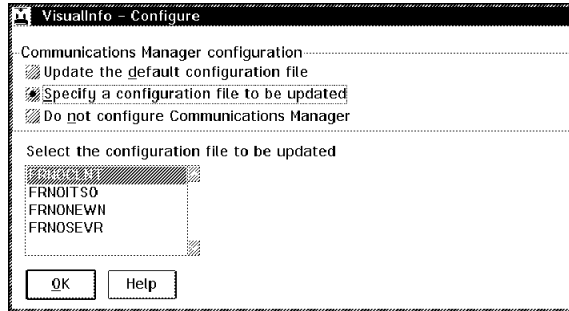 VisualInfo - Configure
Communications Manager configuration
Update the default configuration file
Specify a configuration file to be updated
Do not configure Communications Manager
Select the configuration file to be updated
FRNOITSO
FRNONEWN
FRNOSEVR
OK
Help